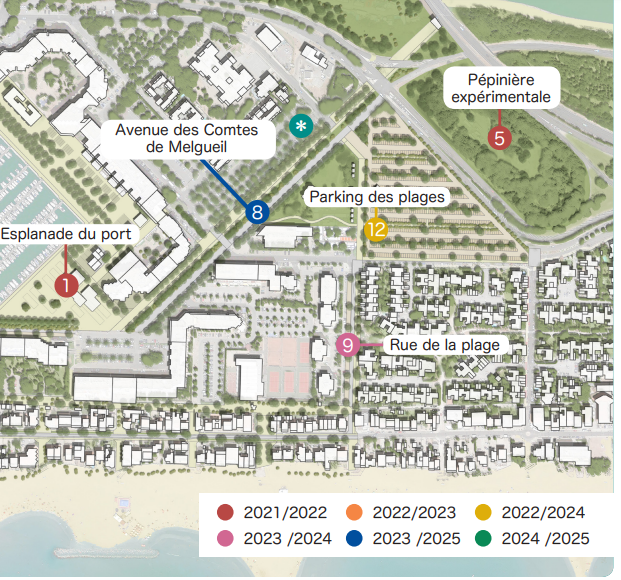 Pépinière
expérimentale
5
*
Avenue des Comtes
de Melgueil
8
Parking des plages
12
Esplanade du port
1
9
Rue de la plage
2021/2022
2022/2023
2022/2024
2023 /2024
2023 /2025
2024 /2025